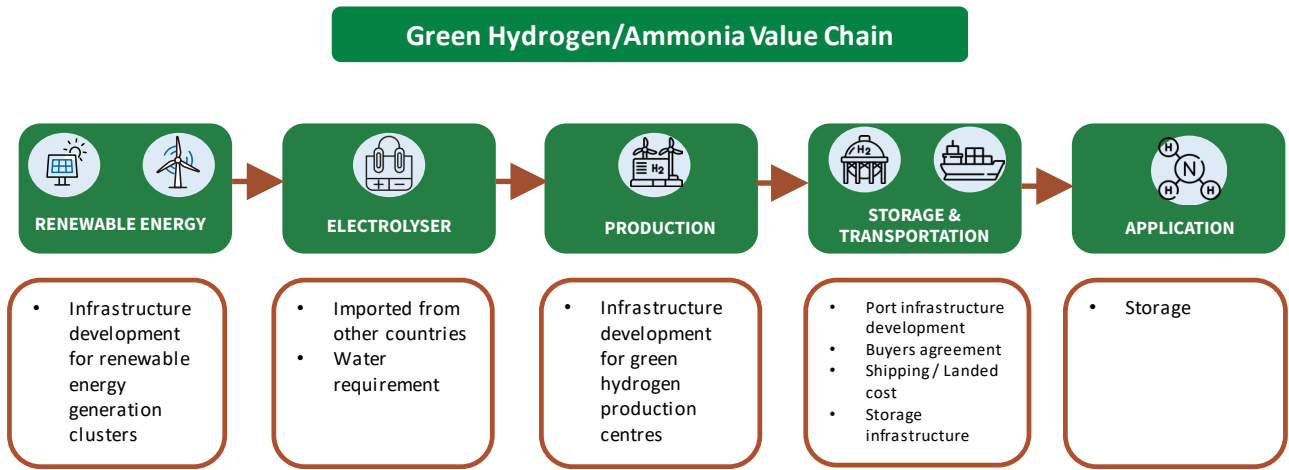 Green Hydrogen/Ammonia Value Chain
RENEWABLE ENERGY
ELECTROLYSER
H2
PRODUCTION
H2
STORAGE &
TRANSPORTATION
H
N
H
H
APPLICATION
• Infrastructure
development
for renewable
energy
generation
clusters
• Imported from
other countries
• Water
requirement
• Infrastructure
development
for green
hydrogen
production
centres
• Port infrastructure
development
• Buyers agreement
• Shipping / Landed
cost
• Storage
infrastructure
• Storage